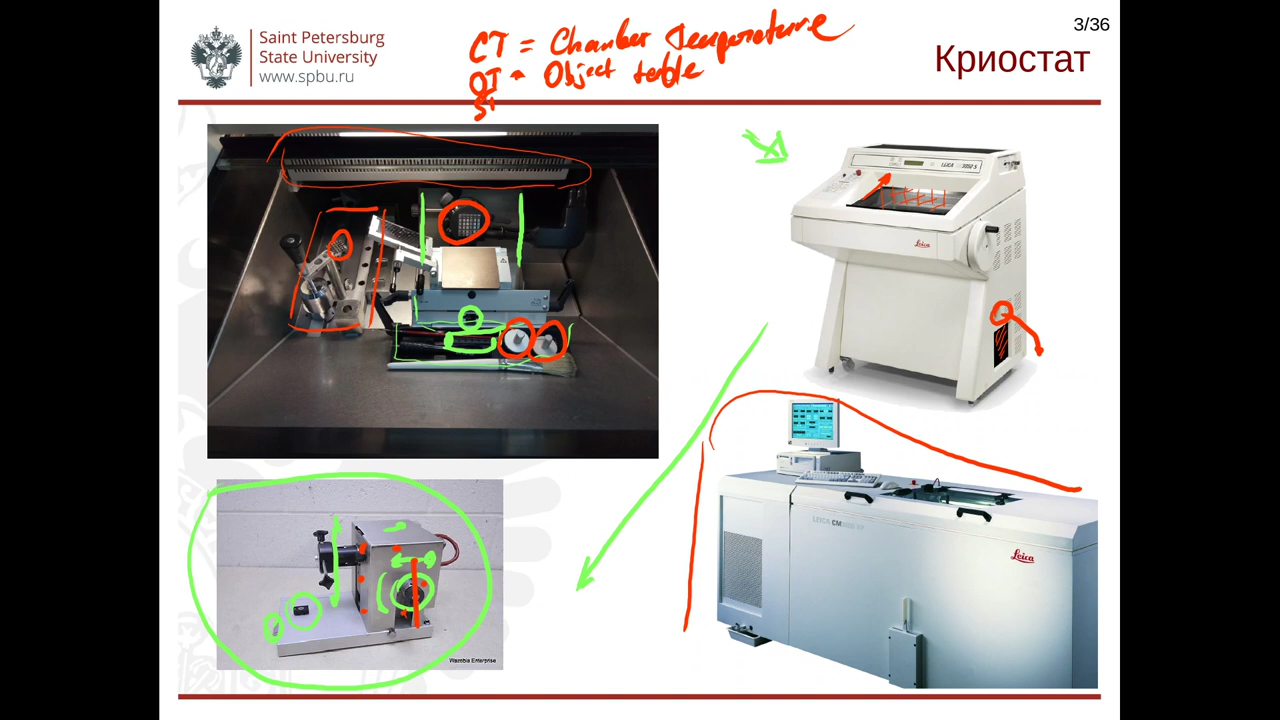 Saint Petersburg
State University
www.spbu.ru
CT = Chamber Temperature
OT = Object table
3/36
Криостат
LEICA
Leica
LEICA CM
Leica
Wazobia Enterprise